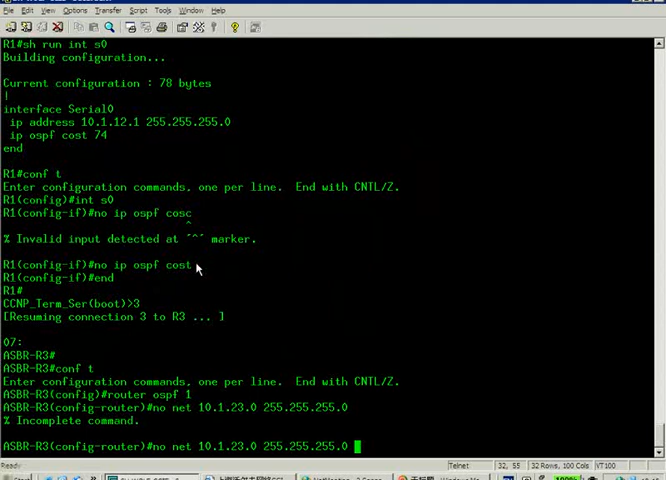 File Edit View Options Transfer Script Tools Window Help
R1#sh run int s0
Building configuration...
Current configuration : 78 bytes
!
interface Serial0
ip address 10.1.12.1 255.255.255.0
ip ospf cost 74
end
R1#conf t
Enter configuration commands, one per line. End with CNTL/Z.
R1(config)#int s0
R1(config-if)#no ip ospf cosc
^
% Invalid input detected at '^' marker.
R1(config-if)#no ip ospf cost
R1(config-if)#end
R1#
CCNP_Term_Ser(boot)>3
[Resuming connection 3 to R3 ... ]
07:
ASBR-R3#
ASBR-R3#conf t
Enter configuration commands, one per line. End with CNTL/Z.
ASBR-R3(config)#router ospf 1
ASBR-R3(config-router)#no net 10.1.23.0 255.255.255.0
% Incomplete command.
ASBR-R3(config-router)#no net 10.1.23.0 255.255.255.0
Ready Telnet 32, 55 32 Rows, 100 Cols VT100